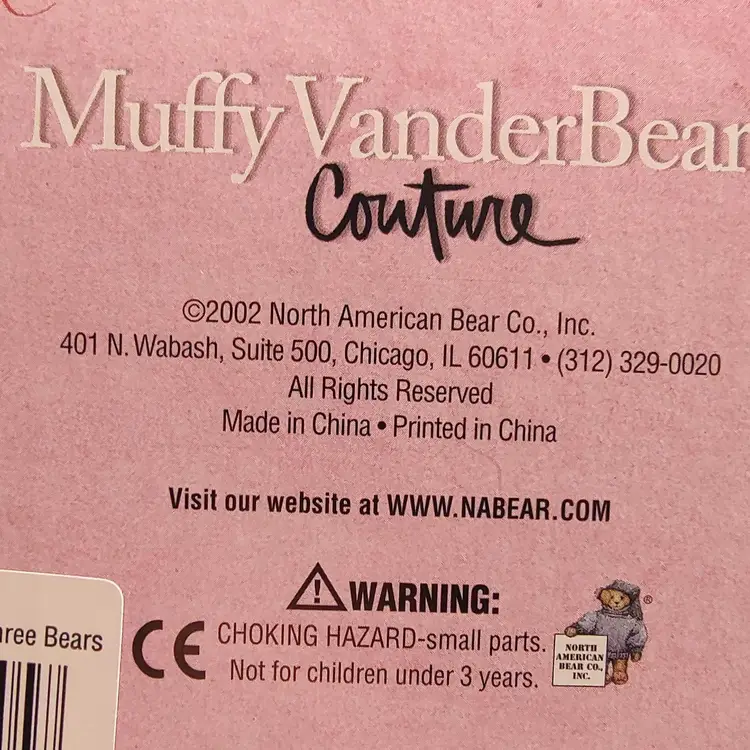 Muffy VanderBear
Couture
©2002 North American Bear Co., Inc.
401 N. Wabash, Suite 500, Chicago, IL 60611 • (312) 329-0020
All Rights Reserved
Made in China • Printed in China
Visit our website at WWW.NABEAR.COM
⚠WARNING:
CE CHOKING HAZARD-small parts.
Not for children under 3 years.
NORTH
AMERICAN
BEAR CO.,
INC.
®
Bears